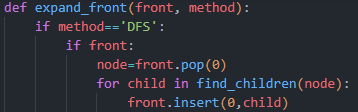 def expand_front(front, method):
    if method=='DFS':
        if front:
            node=front.pop(0)
            for child in find_children(node):
                front.insert(0,child)